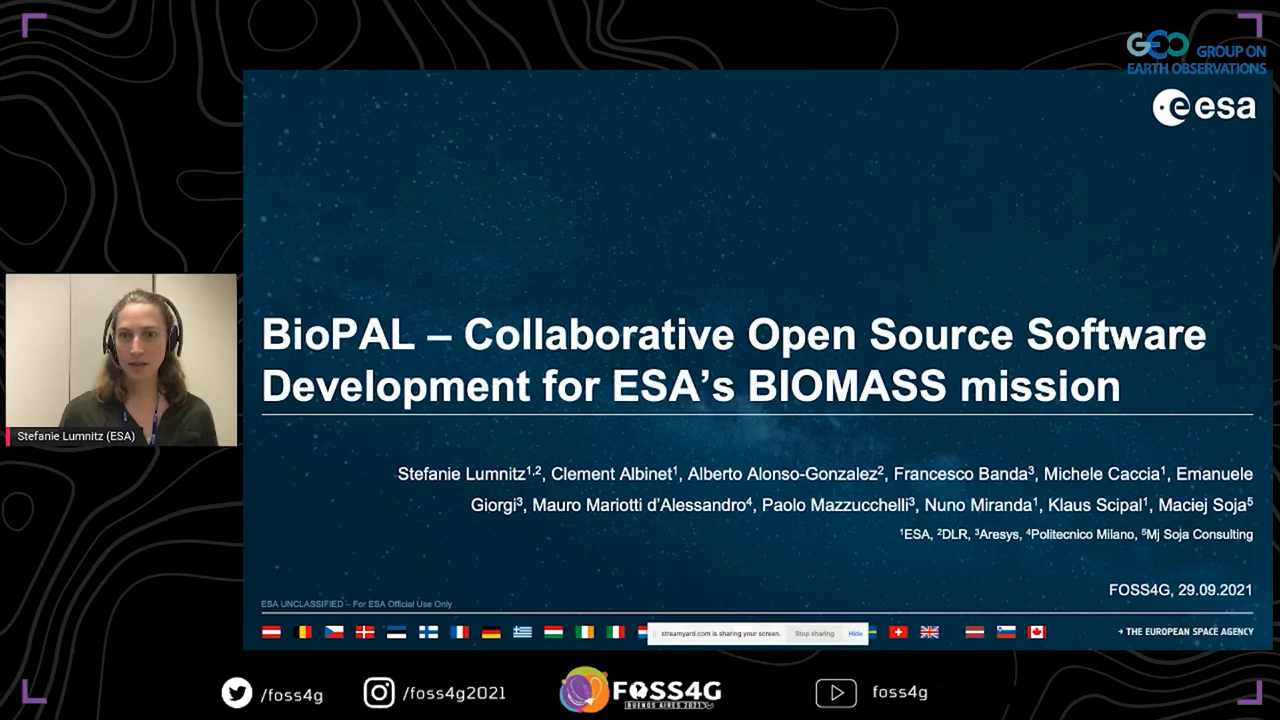 GEO GROUP ON
EARTH OBSERVATIONS
esa
BioPAL – Collaborative Open Source Software
Development for ESA's BIOMASS mission
Stefanie Lumnitz (ESA)
Stefanie Lumnitz1,2, Clement Albinet1, Alberto Alonso-Gonzalez2, Francesco Banda3, Michele Caccia1, Emanuele
Giorgi3, Mauro Mariotti d'Alessandro4, Paolo Mazzucchelli3, Nuno Miranda1, Klaus Scipal1, Maciej Soja5
1ESA, 2DLR, 3Aresys, 4Politecnico Milano, 5Mj Soja Consulting
FOSS4G, 29.09.2021
ESA UNCLASSIFIED – For ESA Official Use Only
streamyard.com is sharing your screen. Stop sharing Hide
→ THE EUROPEAN SPACE AGENCY
/foss4g
/foss4g2021
FOSS4G
BUENOS AIRES 2021
foss4g